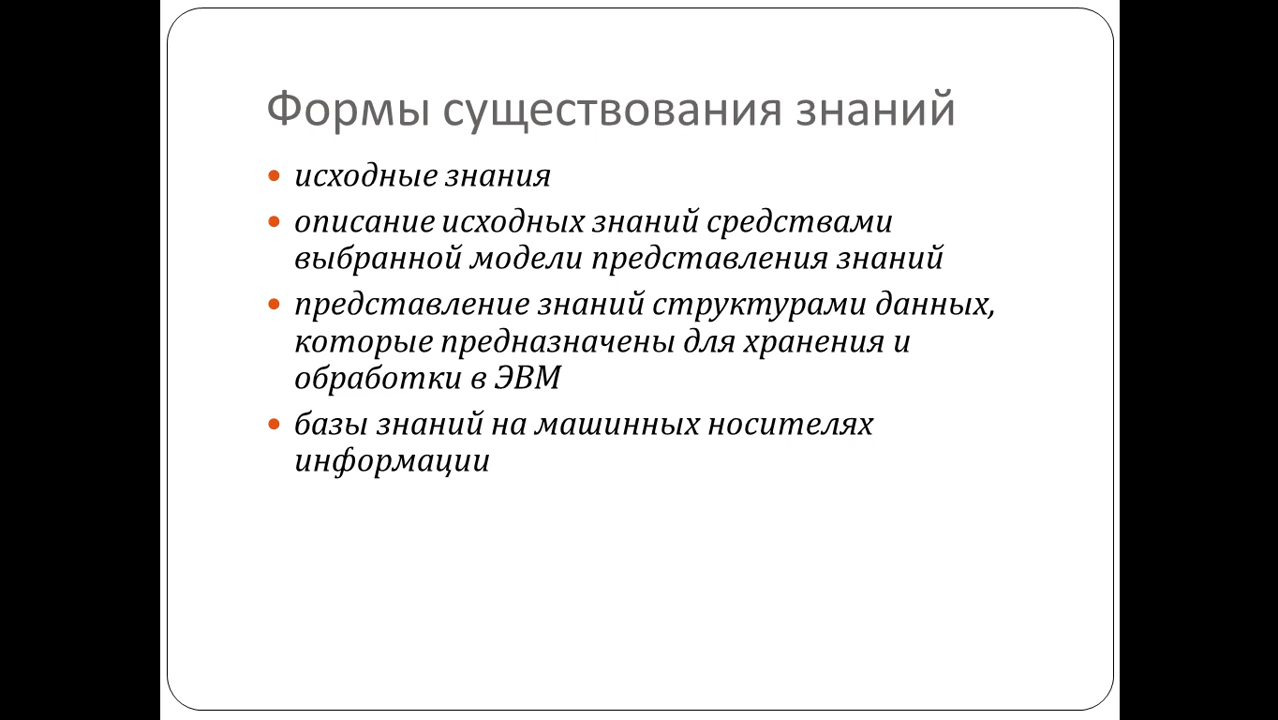 Формы существования знаний
исходные знания
описание исходных знаний средствами
выбранной модели представления знаний
представление знаний структурами данных,
которые предназначены для хранения и
обработки в ЭВМ
базы знаний на машинных носителях
информации